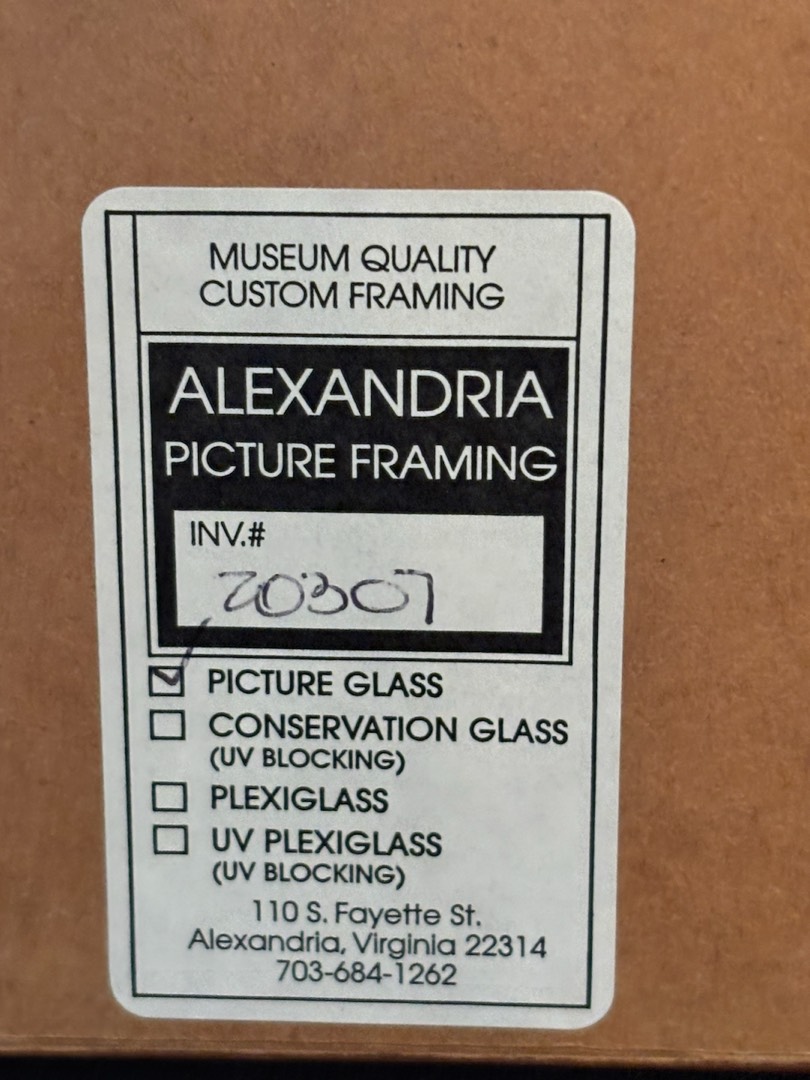 MUSEUM QUALITY
CUSTOM FRAMING
ALEXANDRIA
PICTURE FRAMING
INV.#
20307
PICTURE GLASS
CONSERVATION GLASS
(UV BLOCKING)
PLEXIGLASS
UV PLEXIGLASS
(UV BLOCKING)
110 S. Fayette St.
Alexandria, Virginia 22314
703-684-1262